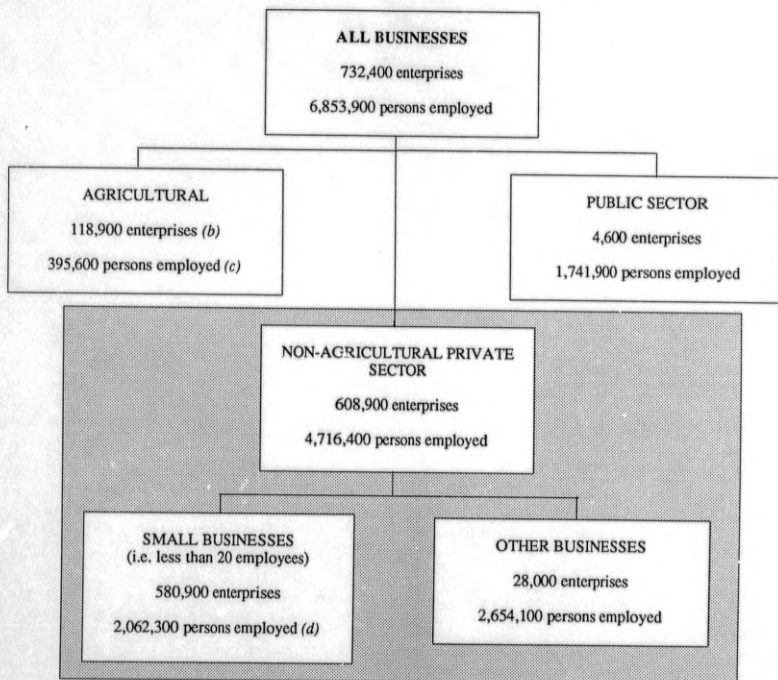 ALL BUSINESSES
732,400 enterprises
6,853,900 persons employed
AGRICULTURAL
118,900 enterprises (b)
395,600 persons employed (c)
PUBLIC SECTOR
4,600 enterprises
1,741,900 persons employed
NON-AGRICULTURAL PRIVATE
SECTOR
608,900 enterprises
4,716,400 persons employed
SMALL BUSINESSES
(i.e. less than 20 employees)
580,900 enterprises
2,062,300 persons employed (d)
OTHER BUSINESSES
28,000 enterprises
2,654,100 persons employed